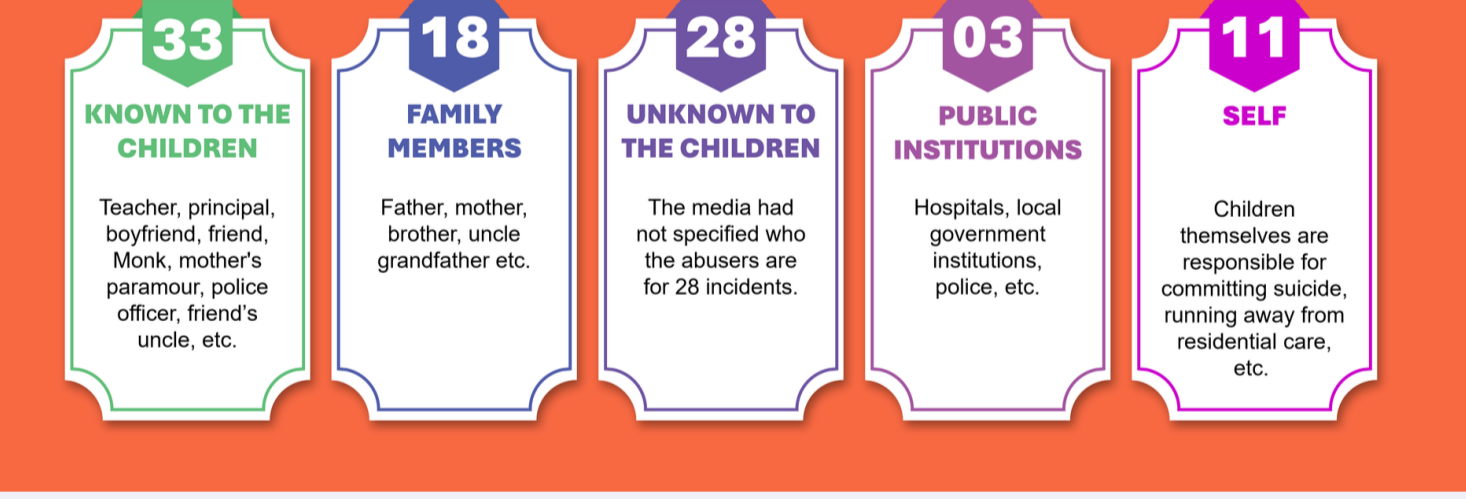 33
KNOWN TO THE
CHILDREN
Teacher, principal,
boyfriend, friend,
Monk, mother's
paramour, police
officer, friend’s
uncle, etc.
18
FAMILY
MEMBERS
Father, mother,
brother, uncle
grandfather etc.
28
UNKNOWN TO
THE CHILDREN
The media had
not specified who
the abusers are
for 28 incidents.
03
PUBLIC
INSTITUTIONS
Hospitals, local
government
institutions,
police, etc.
11
SELF
Children
themselves are
responsible for
committing suicide,
running away from
residential care,
etc.